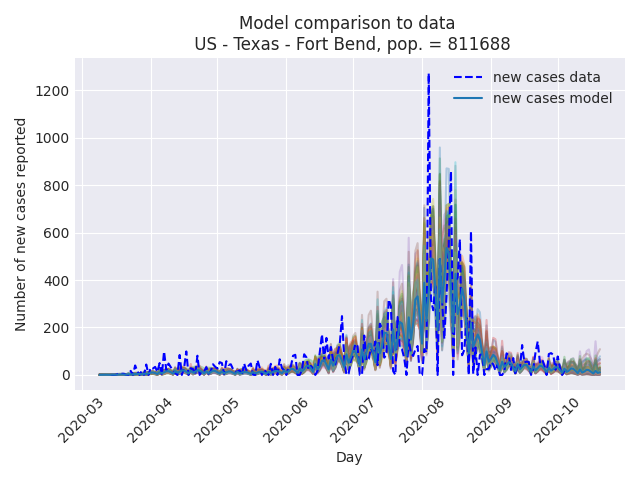 Model comparison to data
US - Texas - Fort Bend, pop. = 811688
new cases data
new cases model
Number of new cases reported
1200
1000
800
600
400
200
0
2020-03
2020-04
2020-05
2020-06
2020-07
2020-08
2020-09
2020-10
Day